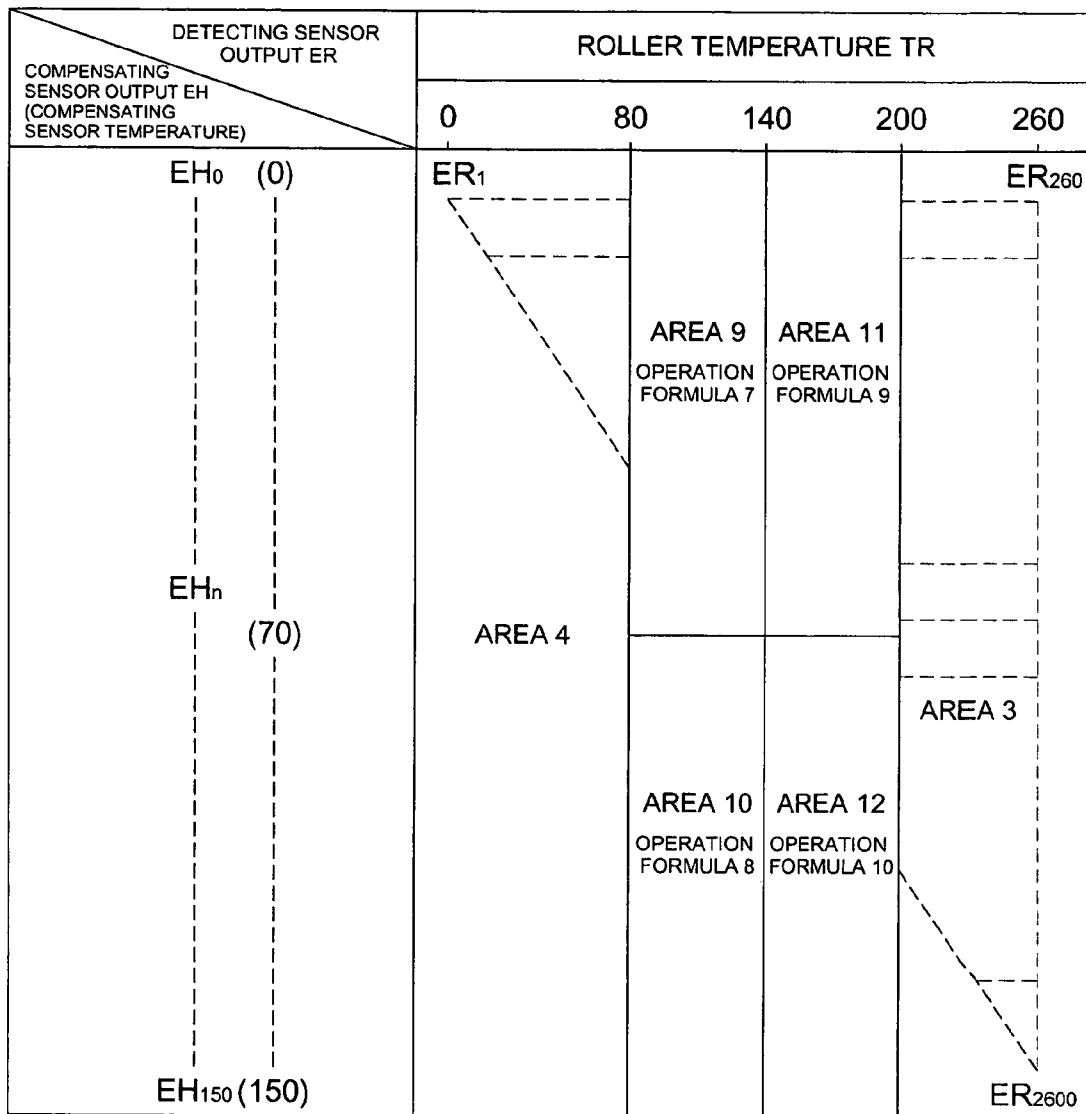 DETECTING SENSOR
OUTPUT ER
COMPENSATING
SENSOR OUTPUT EH
(COMPENSATING
SENSOR TEMPERATURE)
ROLLER TEMPERATURE TR
0 80 140 200 260
EH0 (0) ER1 ER260
AREA 9 AREA 11
OPERATION OPERATION
FORMULA 7 FORMULA 9
EHn
(70) AREA 4
AREA 3
AREA 10 AREA 12
OPERATION OPERATION
FORMULA 8 FORMULA 10
EH150 (150) ER2600